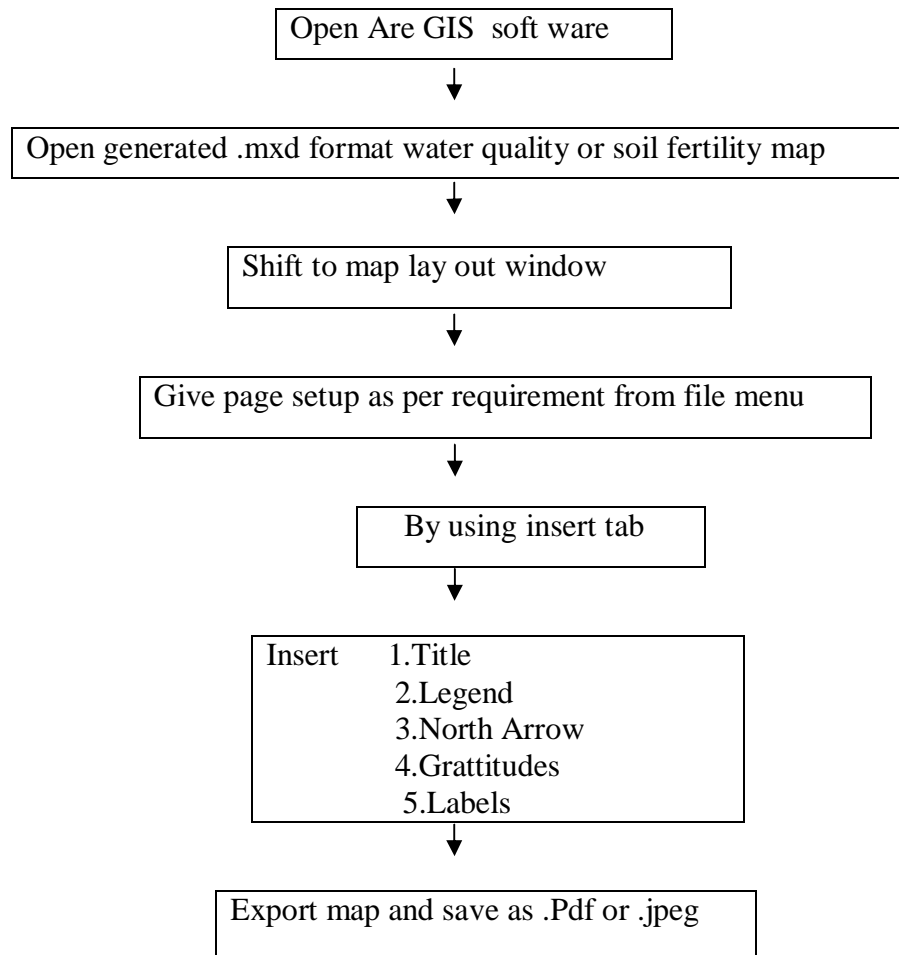 Open Are GIS soft ware
Open generated .mxd format water quality or soil fertility map
Shift to map lay out window
Give page setup as per requirement from file menu
By using insert tab
Insert 1.Title
2.Legend
3.North Arrow
4.Grattitudes
5.Labels
Export map and save as .Pdf or .jpeg